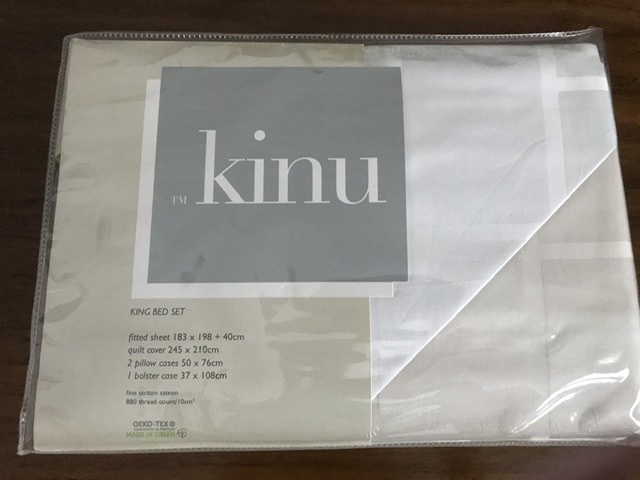 TM kinu
KING BED SET
fitted sheet 183 x 198 + 40cm
quilt cover 245 x 210cm
2 pillow cases 50 x 76cm
1 bolster case 37 x 108cm
fine cotton sateen
880 thread count/10cm²
OEKO-TEX®
MADE IN GREEN